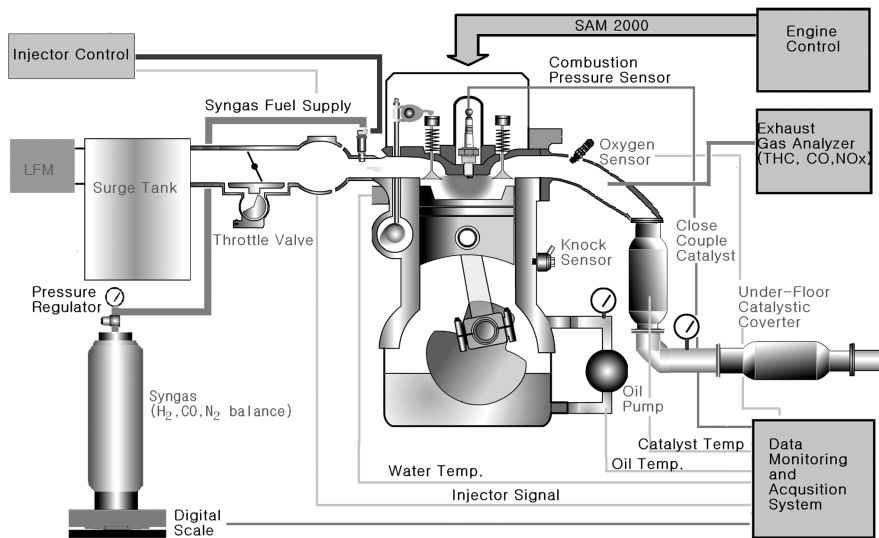 SAM 2000
Engine
Control
Injector Control
Combustion
Pressure Sensor
Syngas Fuel Supply
Exhaust
Gas Analyzer
(THC, CO,NOx)
Oxygen
Sensor
LFM
Surge Tank
Throttle Valve
Knock
Sensor
Close
Couple
Catalyst
Pressure
Regulator
Under-Floor
Catalytic
Coverter
Syngas
(H2,CO,N2 balance)
Oil
Pump
Catalyst Temp
Oil Temp.
Water Temp.
Injector Signal
Data
Monitoring
and
Acqusition
System
Digital
Scale